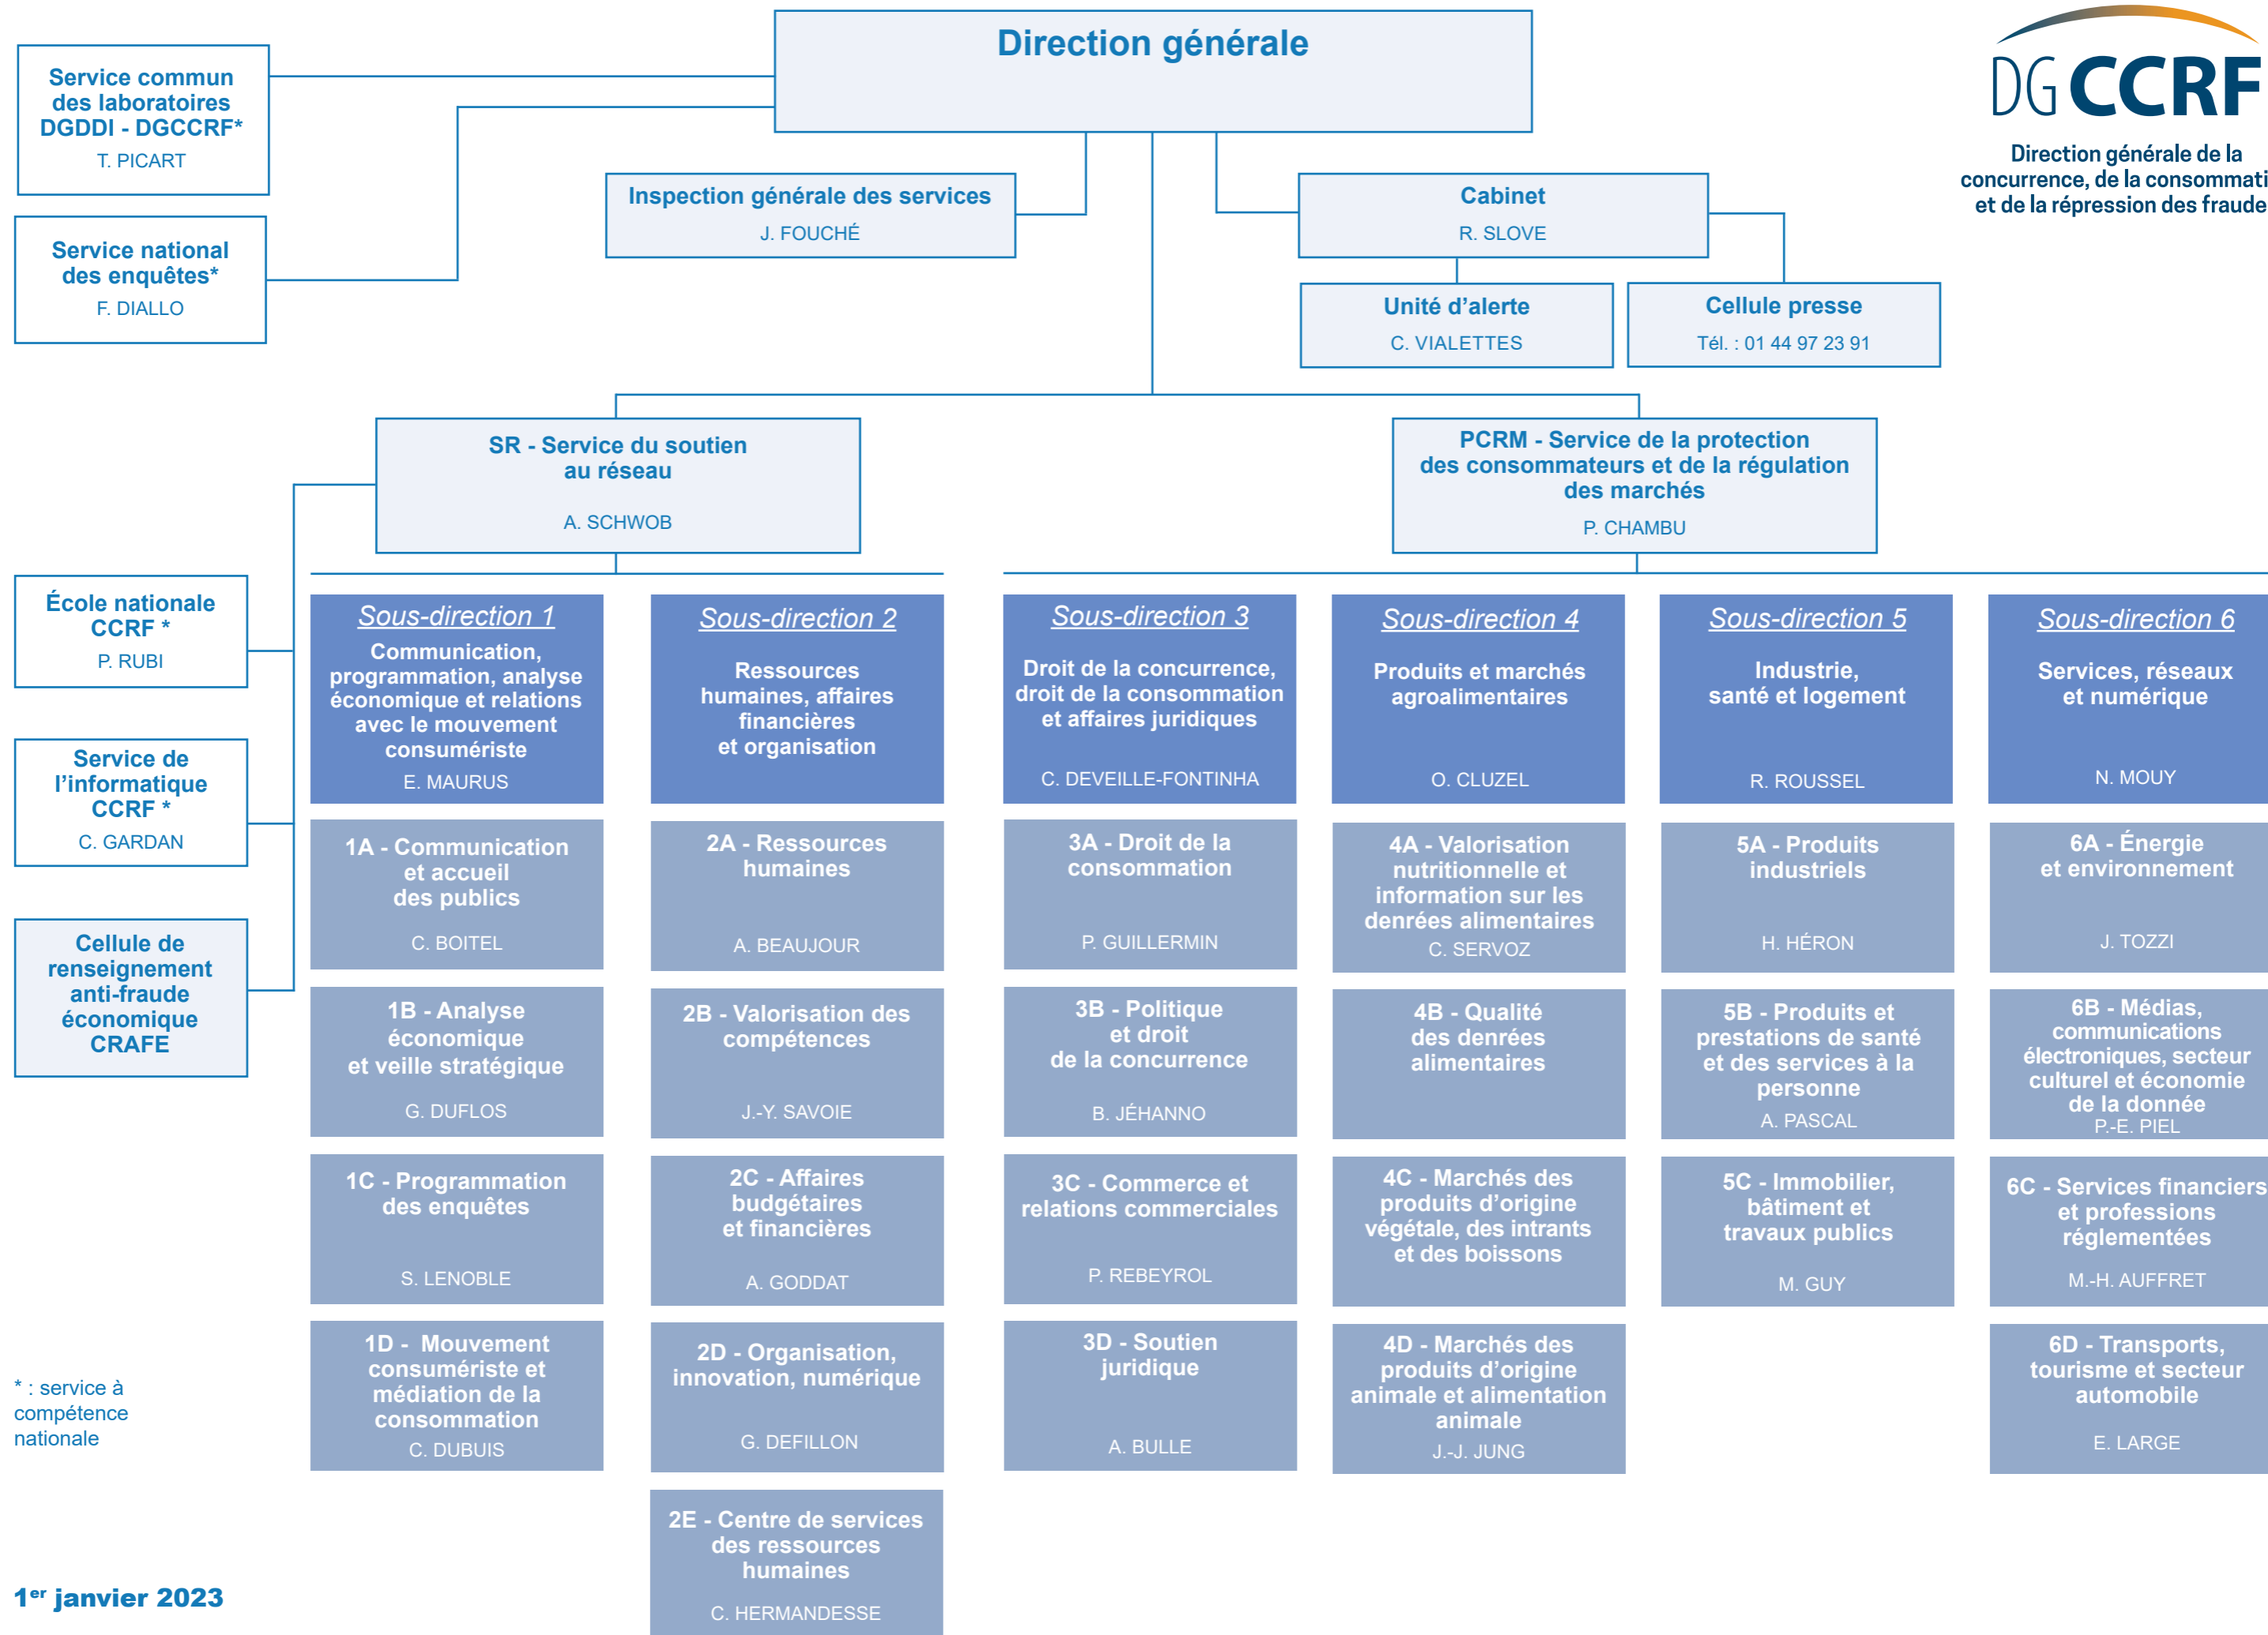 Direction générale
DG CCRF
Direction générale de la
concurrence, de la consommati
et de la répression des fraude
Service commun
des laboratoires
DGDDI - DGCCRF*
T. PICART
Service national
des enquêtes*
F. DIALLO
Inspection générale des services
J. FOUCHÉ
Cabinet
R. SLOVE
Unité d’alerte
C. VIALETTES
Cellule presse
Tél. : 01 44 97 23 91
SR - Service du soutien
au réseau
A. SCHWOB
PCRM - Service de la protection
des consommateurs et de la régulation
des marchés
P. CHAMBU
École nationale
CCRF *
P. RUBI
Service de
l’informatique
CCRF *
C. GARDAN
Cellule de
renseignement
anti-fraude
économique
CRAFE
Sous-direction 1
Communication,
programmation, analyse
économique et relations
avec le mouvement
consumériste
E. MAURUS
1A - Communication
et accueil
des publics
C. BOITEL
1B - Analyse
économique
et veille stratégique
G. DUFLOS
1C - Programmation
des enquêtes
S. LENOBLE
1D - Mouvement
consumériste et
médiation de la
consommation
C. DUBUIS
Sous-direction 2
Ressources
humaines, affaires
financières
et organisation
2A - Ressources
humaines
A. BEAUJOUR
2B - Valorisation des
compétences
J.-Y. SAVOIE
2C - Affaires
budgétaires
et financières
A. GODDAT
2D - Organisation,
innovation, numérique
G. DEFILLON
2E - Centre de services
des ressources
humaines
C. HERMANDESSE
Sous-direction 3
Droit de la concurrence,
droit de la consommation
et affaires juridiques
C. DEVEILLE-FONTINHA
3A - Droit de la
consommation
P. GUILLERMIN
3B - Politique
et droit
de la concurrence
B. JÉHANNO
3C - Commerce et
relations commerciales
P. REBEYROL
3D - Soutien
juridique
A. BULLE
Sous-direction 4
Produits et marchés
agroalimentaires
O. CLUZEL
4A - Valorisation
nutritionnelle et
information sur les
denrées alimentaires
C. SERVOZ
4B - Qualité
des denrées
alimentaires
4C - Marchés des
produits d’origine
végétale, des intrants
et des boissons
4D - Marchés des
produits d’origine
animale et alimentation
animale
J.-J. JUNG
Sous-direction 5
Industrie,
santé et logement
R. ROUSSEL
5A - Produits
industriels
H. HÉRON
5B - Produits et
prestations de santé
et des services à la
personne
A. PASCAL
5C - Immobilier,
bâtiment et
travaux publics
M. GUY
Sous-direction 6
Services, réseaux
et numérique
N. MOUY
6A - Énergie
et environnement
J. TOZZI
6B - Médias,
communications
électroniques, secteur
culturel et économie
de la donnée
P.-E. PIEL
6C - Services financiers
et professions
réglementées
M.-H. AUFFRET
6D - Transports,
tourisme et secteur
automobile
E. LARGE
* : service à
compétence
nationale
1er janvier 2023